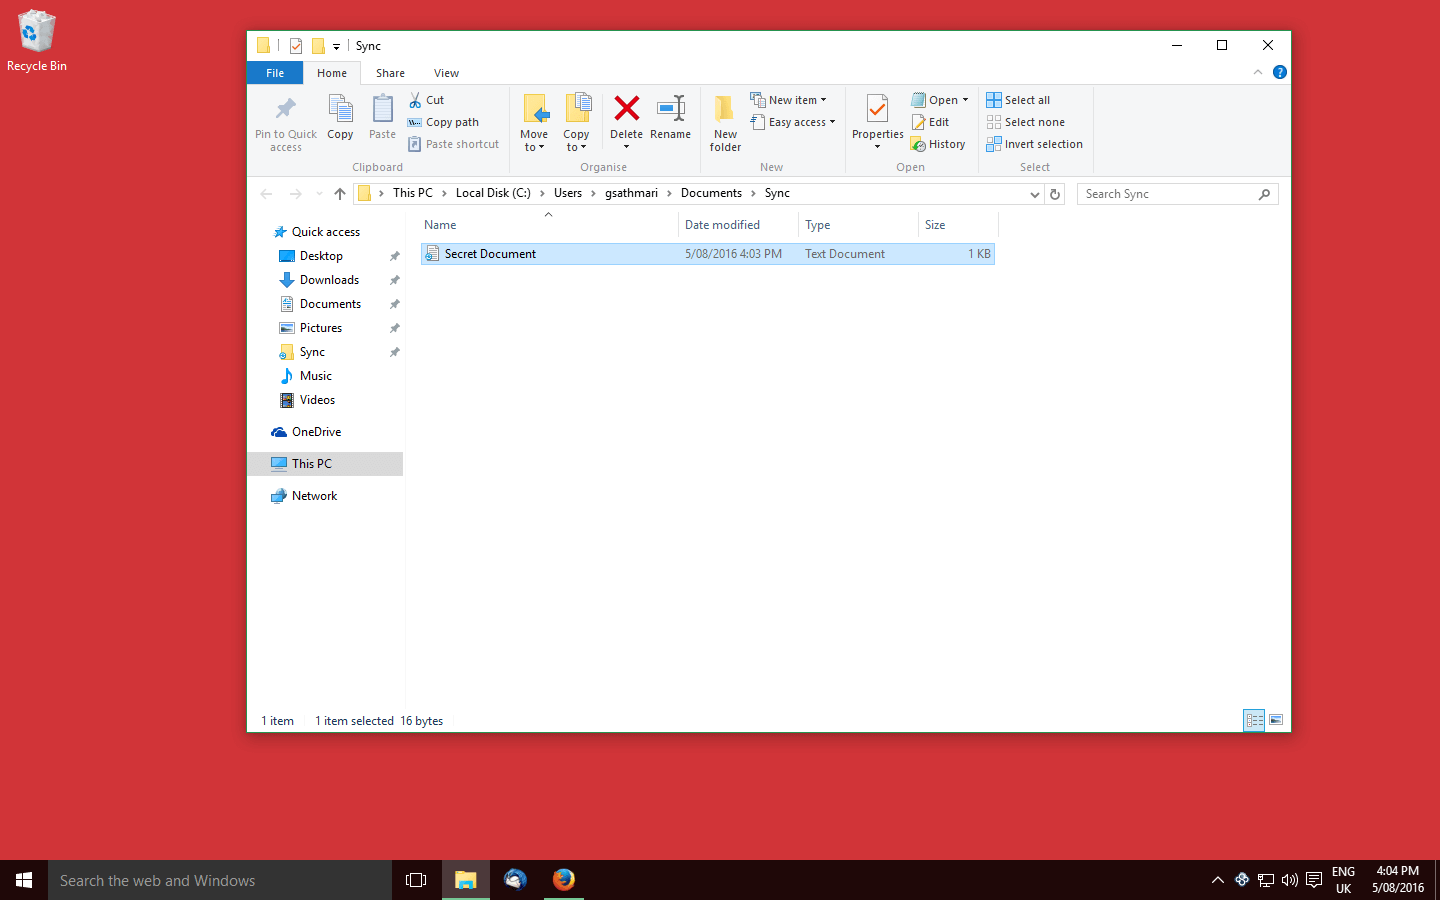 Recycle Bin
Sync
File Home Share View
Pin to Quick access
Copy
Paste
Cut
Copy path
Paste shortcut
Clipboard
Move to
Copy to
Delete
Rename
Organise
New folder
New item
Easy access
New
Properties
Open
Edit
History
Open
Select all
Select none
Invert selection
Select
This PC Local Disk (C:) Users gsathmari Documents Sync
Search Sync
Name Date modified Type Size
Secret Document 5/08/2016 4:03 PM Text Document 1 KB
Quick access
Desktop
Downloads
Documents
Pictures
Sync
Music
Videos
OneDrive
This PC
Network
1 item 1 item selected 16 bytes
Search the web and Windows
ENG
UK
4:04 PM
5/08/2016